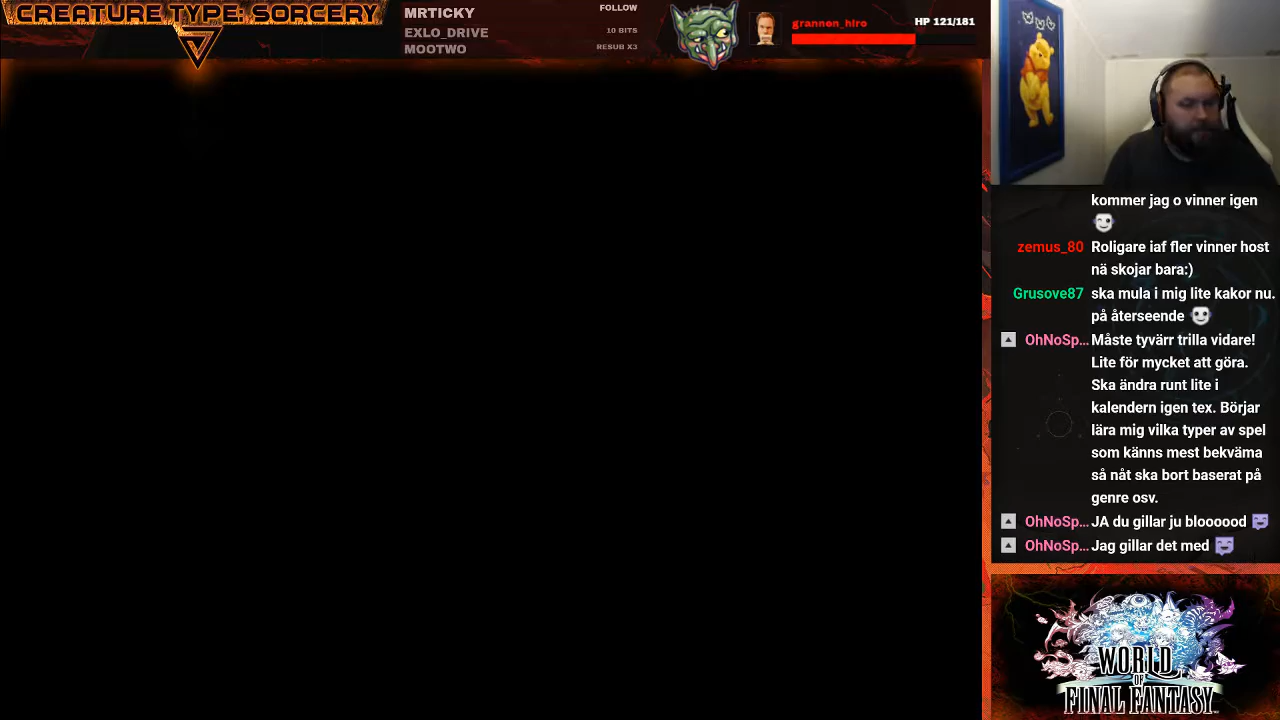 CREATURE TYPE: SORCERY
MRTICKY FOLLOW
EXLO_DRIVE 10 BITS
MOOTWO RESUB X3
grannon_hiro HP 121/181
kommer jag o vinner igen
zemus_80 Roligare iaf fler vinner host
nä skojar bara:)
Grusove87 ska mula i mig lite kakor nu.
på återseende
OhNoSp... Måste tyvärr trilla vidare!
Lite för mycket att göra.
Ska ändra runt lite i
kalendern igen tex. Börjar
lära mig vilka typer av spel
som känns mest bekväma
så nåt ska bort baserat på
genre osv.
OhNoSp... JA du gillar ju bloooood
OhNoSp... Jag gillar det med
WORLD
OF
FINAL FANTASY